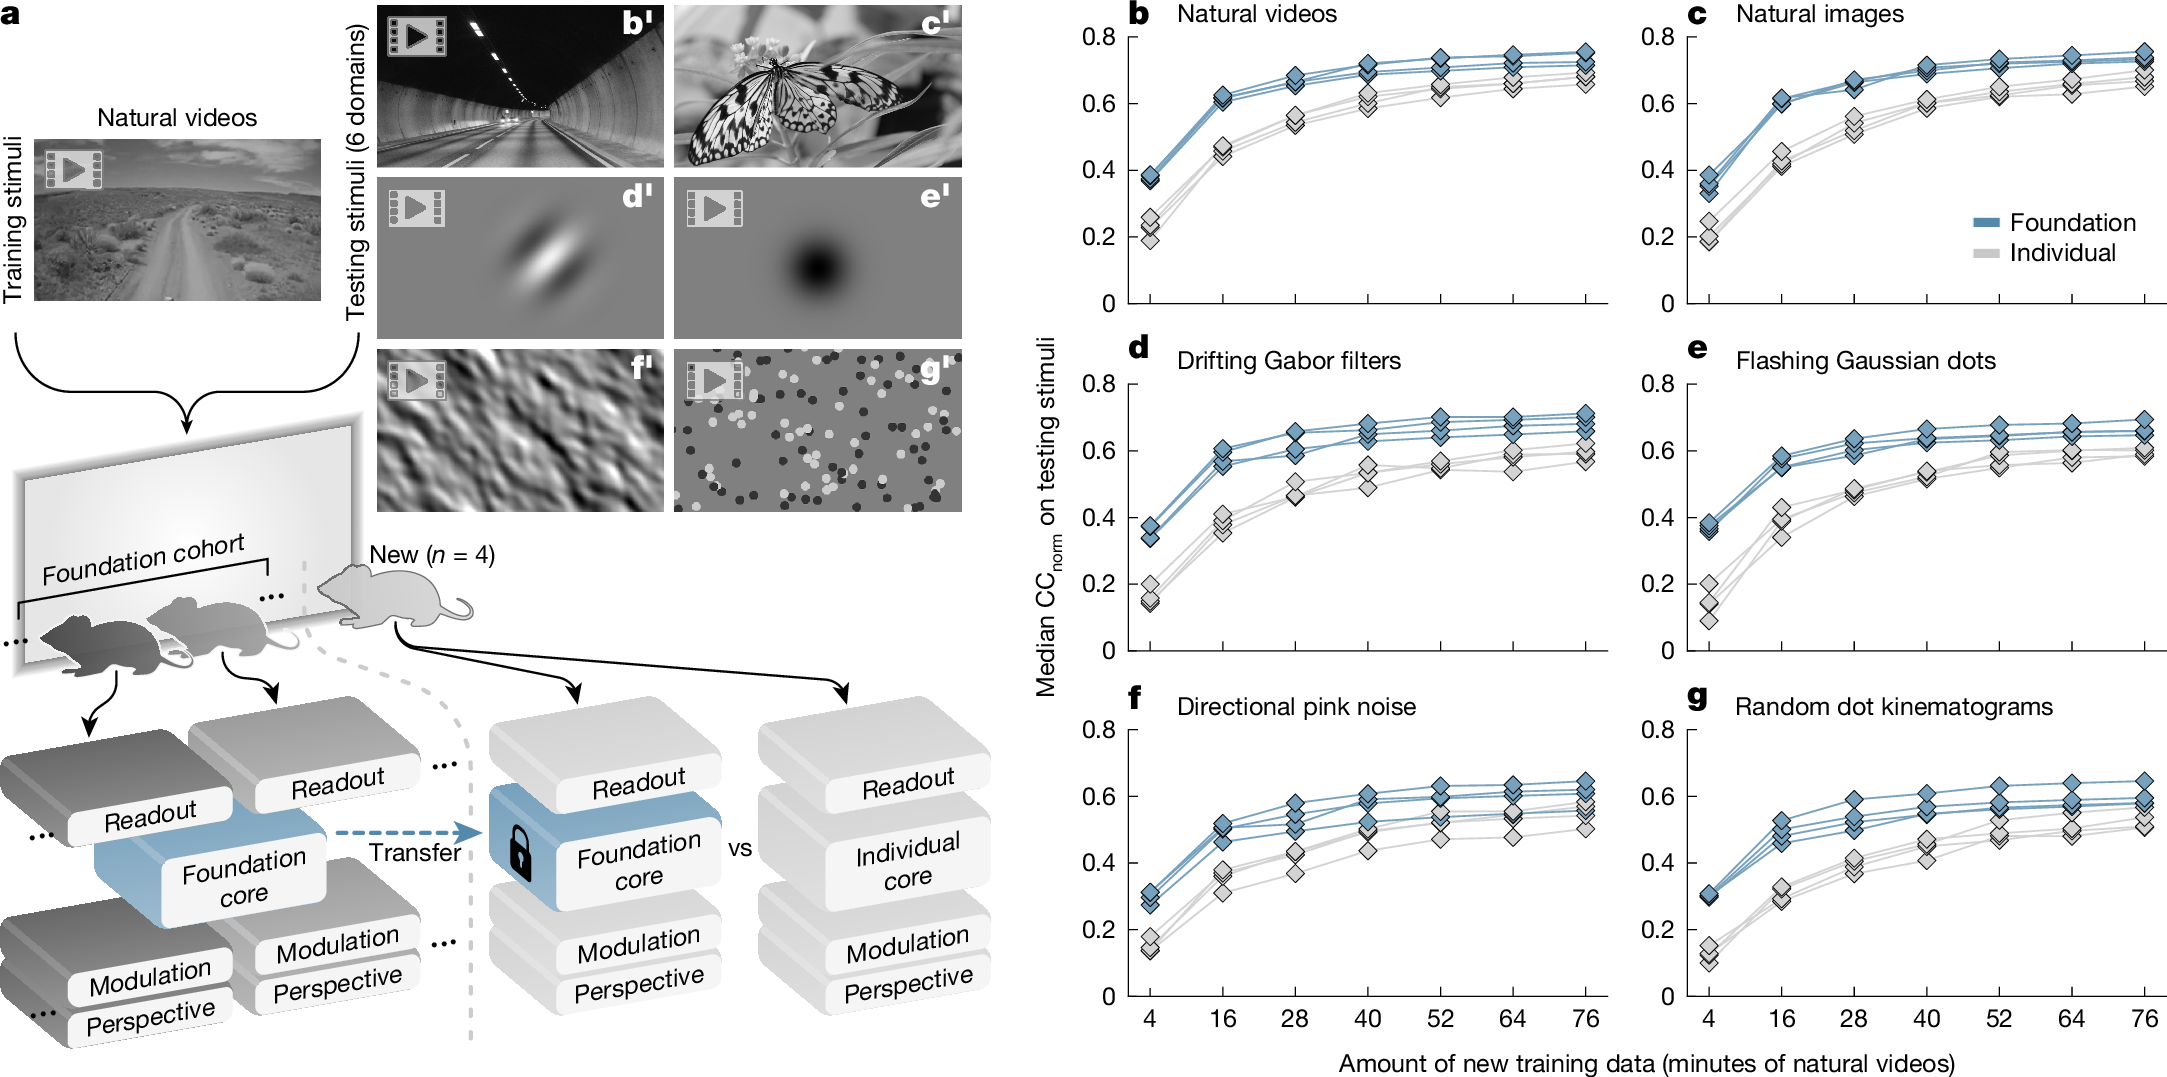 a
Training stimuli
Natural videos
Testing stimuli (6 domains)
b'
c'
d'
e'
f'
g'
Foundation cohort
...
...
New (n = 4)
Readout
Readout
...
...
Foundation
core
Transfer
Modulation
Perspective
Modulation
Perspective
...
...
Readout
Foundation
core
Modulation
Perspective
vs
Readout
Individual
core
Modulation
Perspective
Median CCnorm on testing stimuli
b Natural videos
0.8
0.6
0.4
0.2
0
c Natural images
0.8
0.6
0.4
0.2
0
Foundation
Individual
d Drifting Gabor filters
0.8
0.6
0.4
0.2
0
e Flashing Gaussian dots
0.8
0.6
0.4
0.2
0
f Directional pink noise
0.8
0.6
0.4
0.2
0
4 16 28 40 52 64 76
g Random dot kinematograms
0.8
0.6
0.4
0.2
0
4 16 28 40 52 64 76
Amount of new training data (minutes of natural videos)